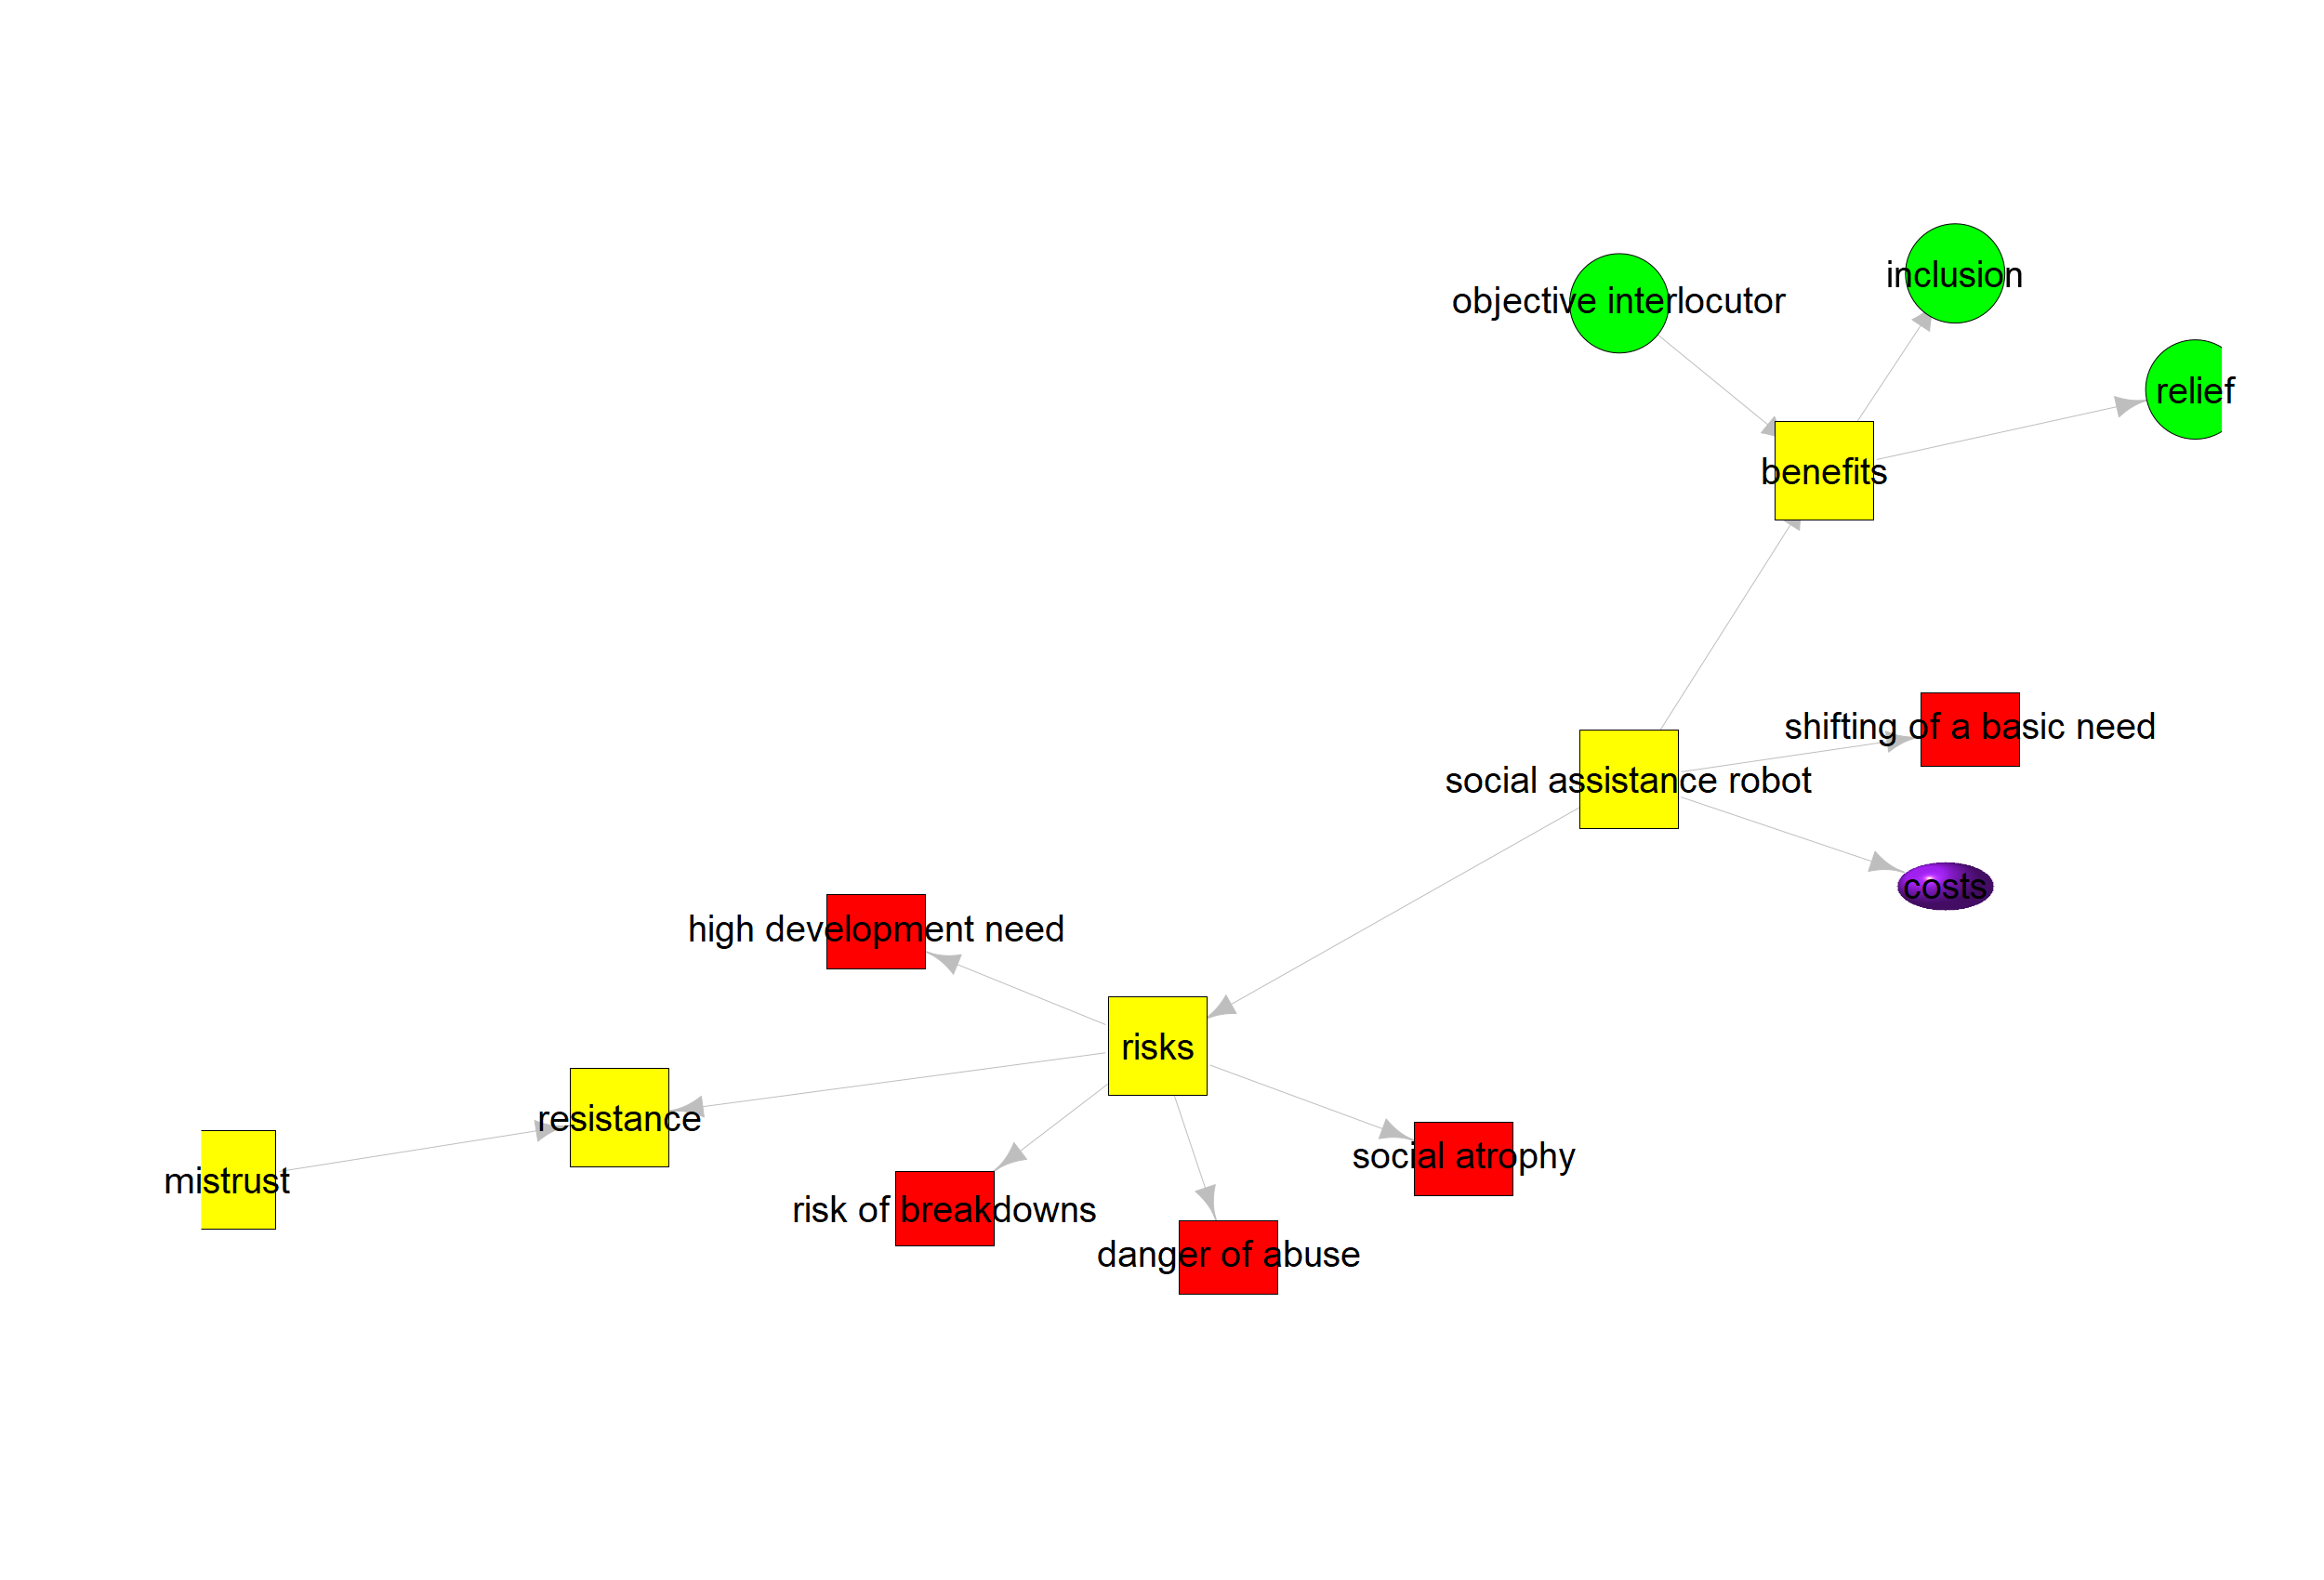 inclusion
objective interlocutor
relief
benefits
shifting of a basic need
social assistance robot
costs
high development need
risks
resistance
social atrophy
mistrust
risk of breakdowns
danger of abuse